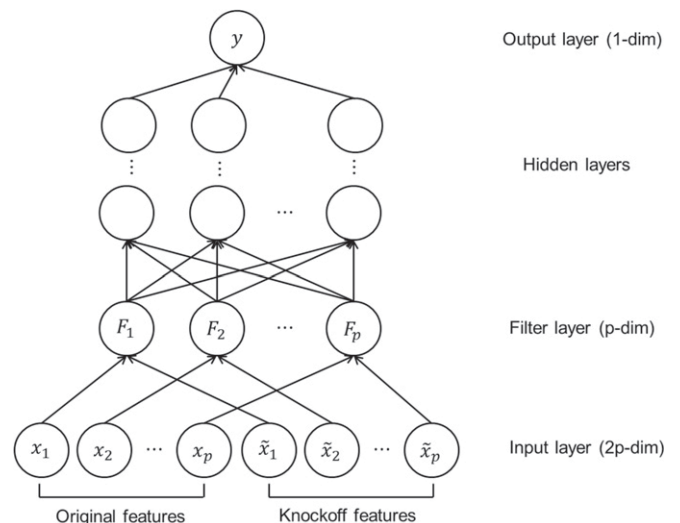 y
Output layer (1-dim)
⋮ ⋮ ⋮
Hidden layers
⋯
F₁ F₂ ⋯ Fₚ
Filter layer (p-dim)
x₁ x₂ ⋯ xₚ x̃₁ x̃₂ ⋯ x̃ₚ
Input layer (2p-dim)
Original features
Knockoff features